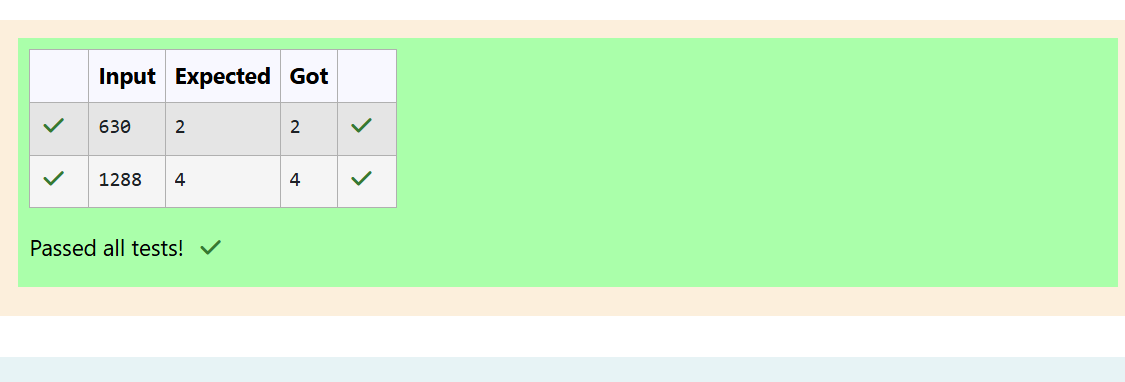 Input Expected Got
630 2 2
1288 4 4
Passed all tests!